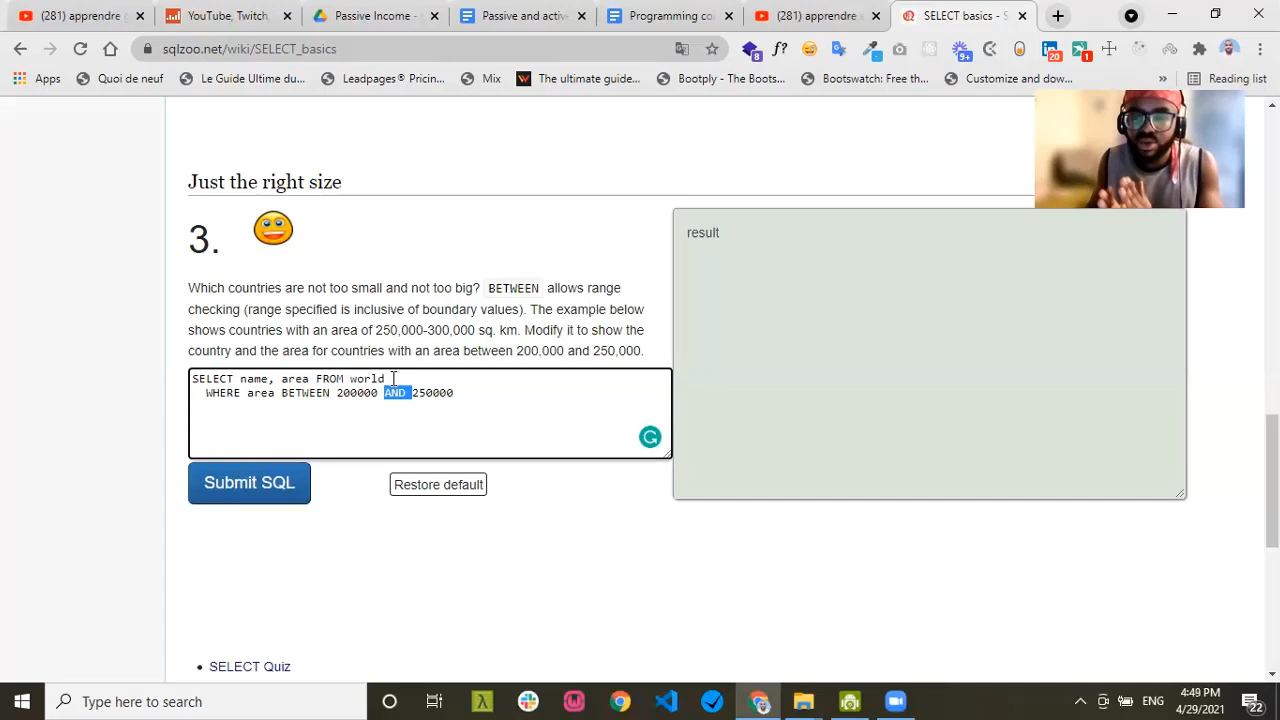 (281) apprendre
YouTube, Twitch,
Passive Income -
Passive and activ
Programming co
(281) apprendre
SELECT basics - S
sqlzoo.net/wiki/SELECT_basics
8
f?
9+
20
1
Apps
Quoi de neuf
Le Guide Ultime du...
Leadpages® Pricin...
Mix
The ultimate guide...
Bootply : The Boots...
Bootswatch: Free th...
Customize and dow...
»
Reading list
Just the right size
3.
Which countries are not too small and not too big? BETWEEN allows range
checking (range specified is inclusive of boundary values). The example below
shows countries with an area of 250,000-300,000 sq. km. Modify it to show the
country and the area for countries with an area between 200,000 and 250,000.
SELECT name, area FROM world
WHERE area BETWEEN 200000 AND 250000
Submit SQL
Restore default
result
SELECT Quiz
Type here to search
ENG
4:49 PM
4/29/2021
22